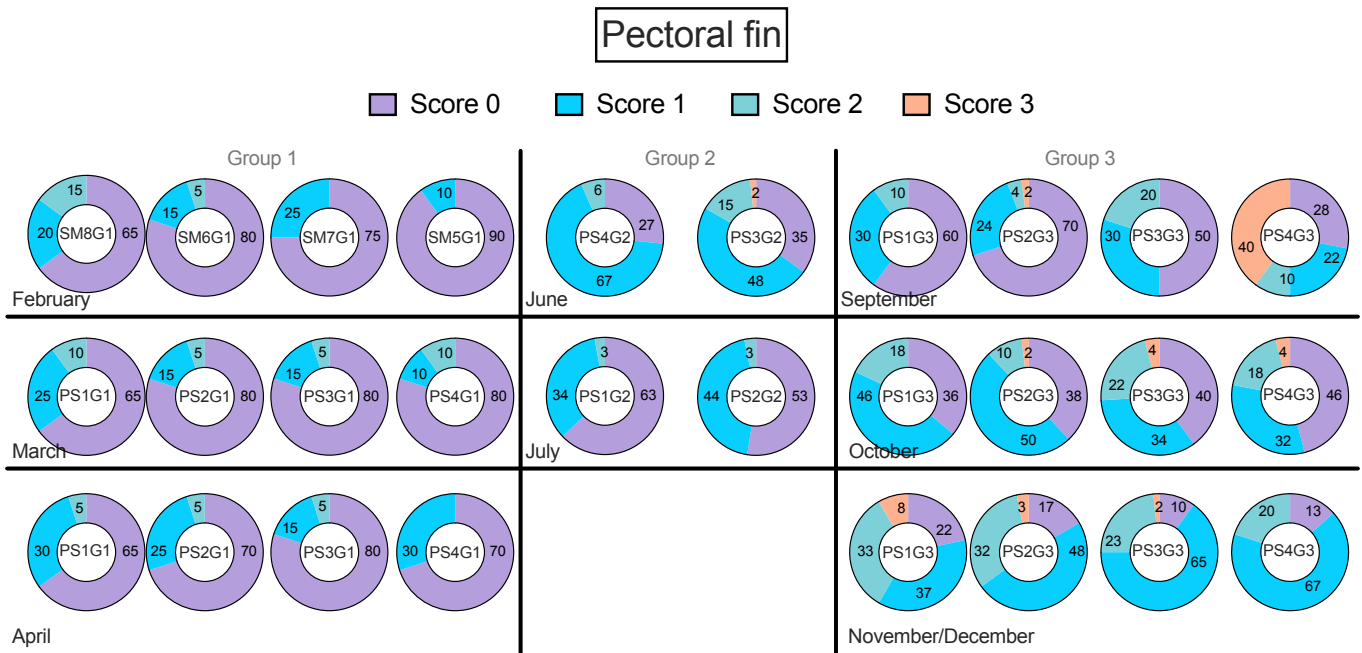 Pectoral fin
Score 0 Score 1 Score 2 Score 3
Group 1 Group 2 Group 3
15 20 65 SM8G1
5 15 80 SM6G1
25 75 SM7G1
10 90 SM5G1
February
6 27 67 PS4G2
2 15 35 48 PS3G2
June
10 30 60 PS1G3
4 2 24 70 PS2G3
20 30 50 PS3G3
28 40 22 10 PS4G3
September
10 25 65 PS1G1
5 15 80 PS2G1
5 15 80 PS3G1
10 10 80 PS4G1
March
3 34 63 PS1G2
3 44 53 PS2G2
July
18 46 36 PS1G3
10 2 38 50 PS2G3
4 22 40 34 PS3G3
4 18 46 32 PS4G3
October
5 30 65 PS1G1
5 25 70 PS2G1
5 15 80 PS3G1
30 70 PS4G1
April
8 22 33 37 PS1G3
3 17 32 48 PS2G3
2 10 23 65 PS3G3
20 13 67 PS4G3
November/December